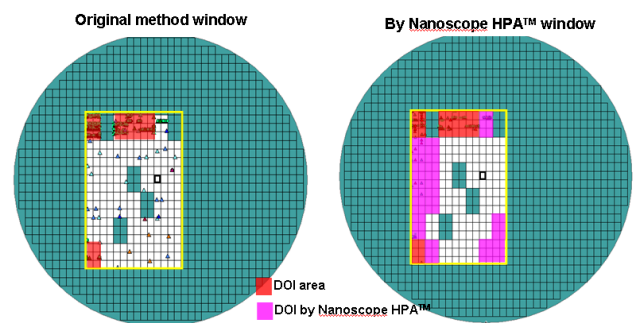 Original method window
By Nanoscope HPA™ window
DOI area
DOI by Nanoscope HPA™